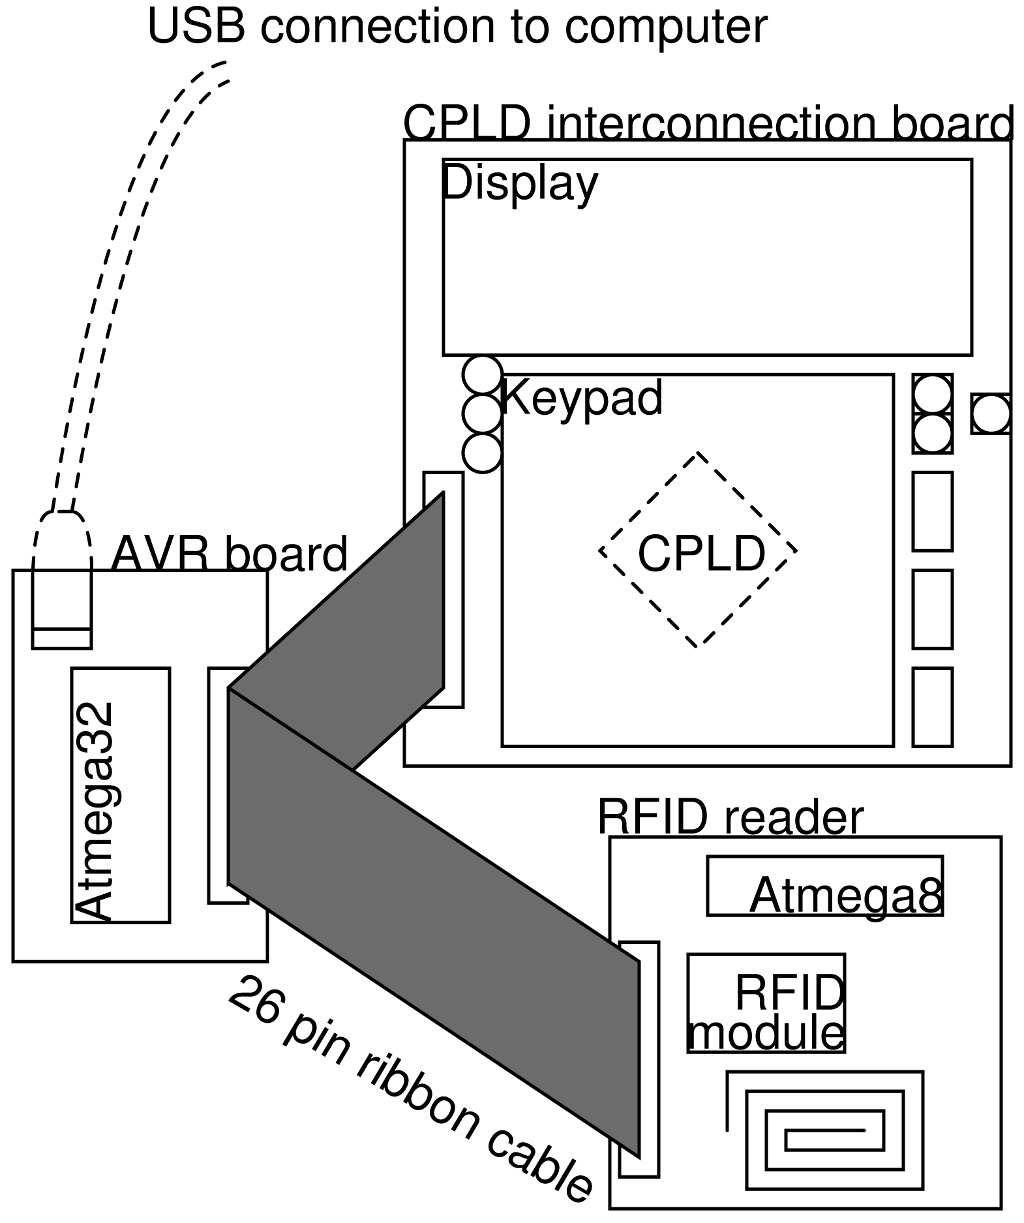 USB connection to computer
CPLD interconnection board
Display
Keypad
CPLD
AVR board
Atmega32
RFID reader
Atmega8
RFID
module
26 pin ribbon cable